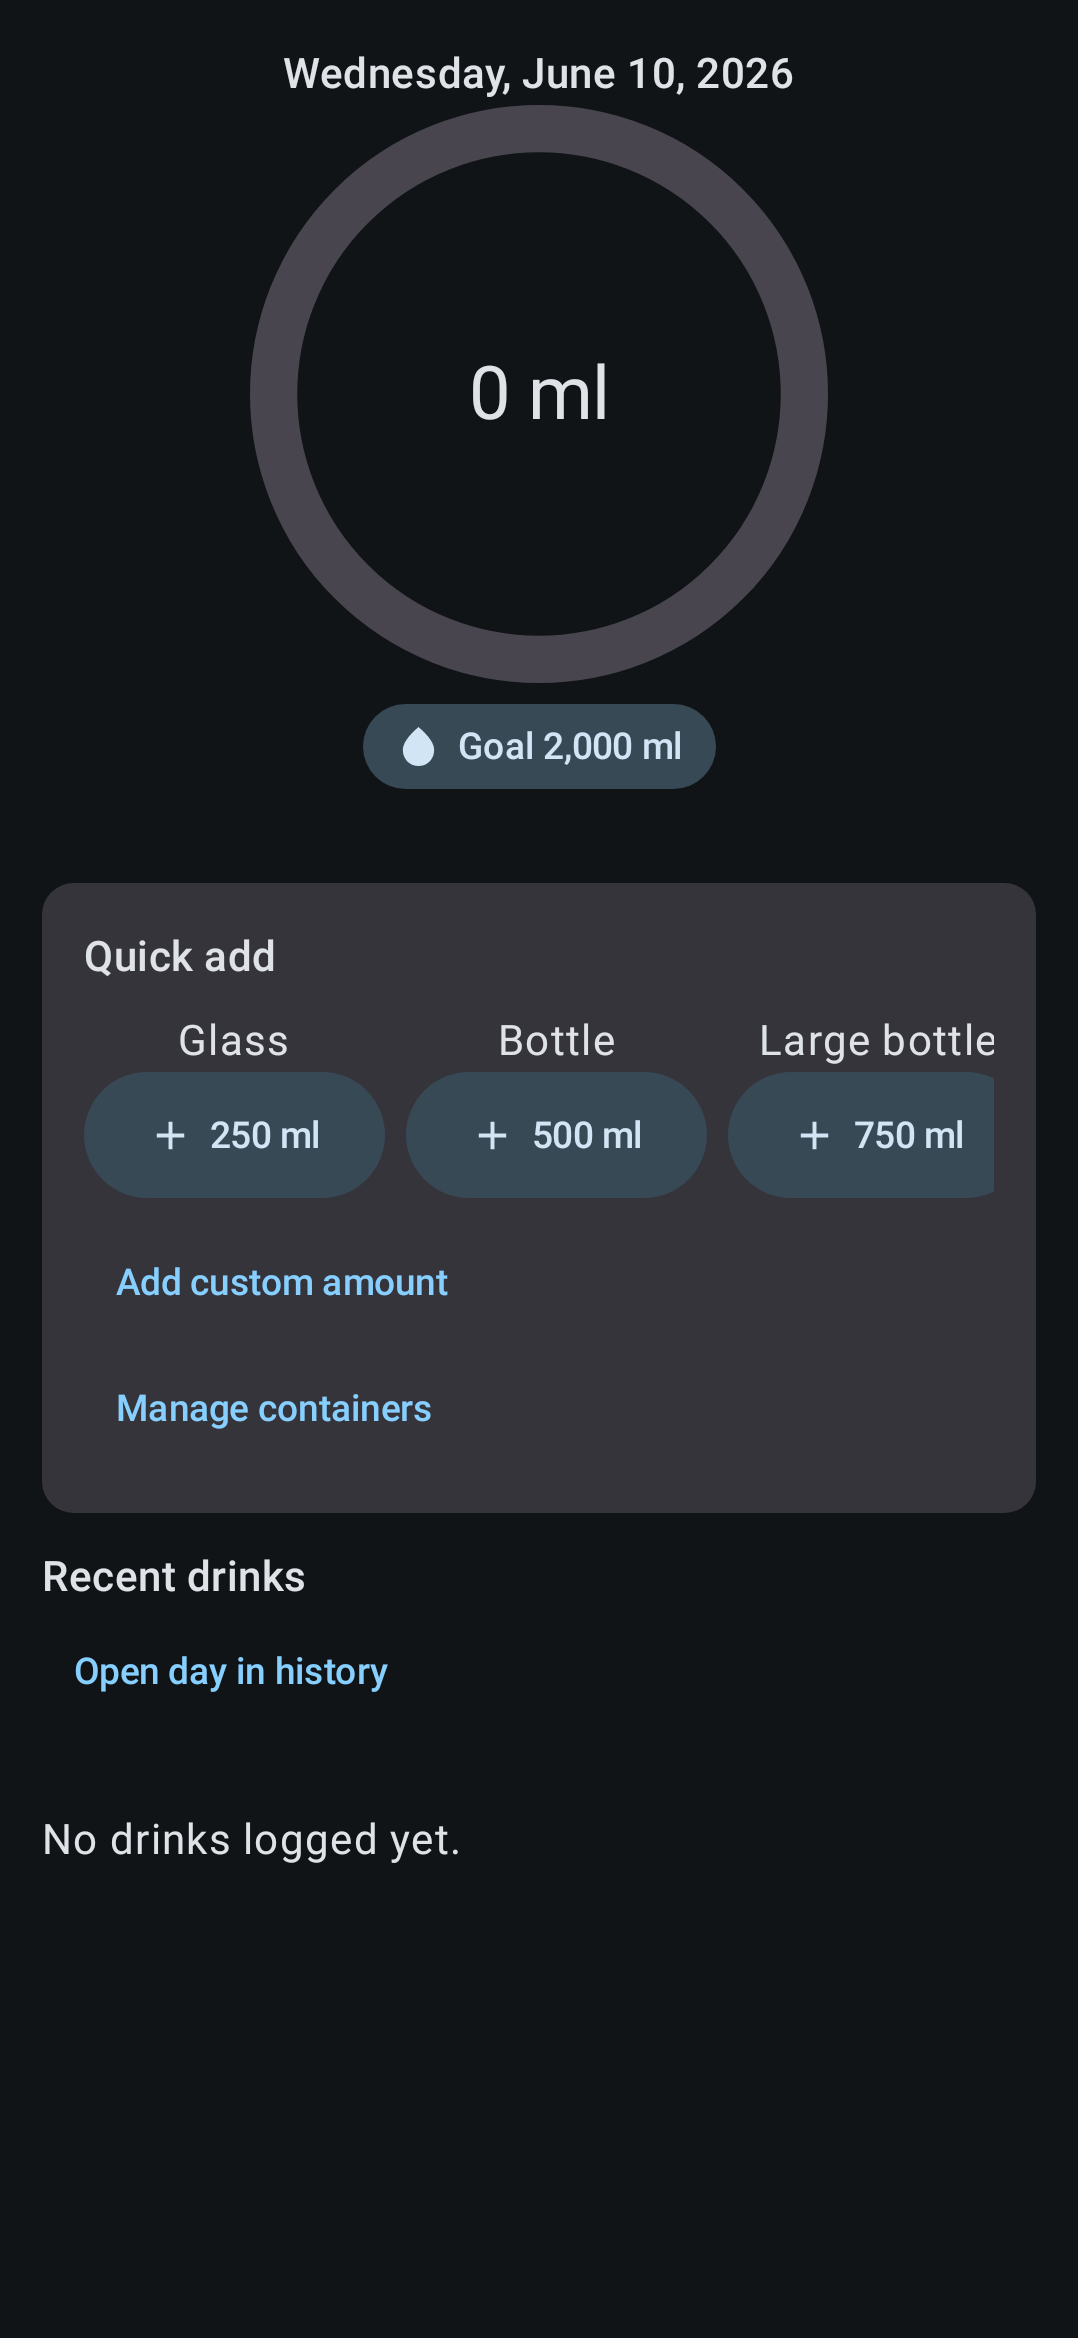 Wednesday, June 10, 2026
0 ml
Goal 2,000 ml
Quick add
Glass Bottle Large bottle
+ 250 ml + 500 ml + 750 ml
Add custom amount
Manage containers
Recent drinks
Open day in history
No drinks logged yet.